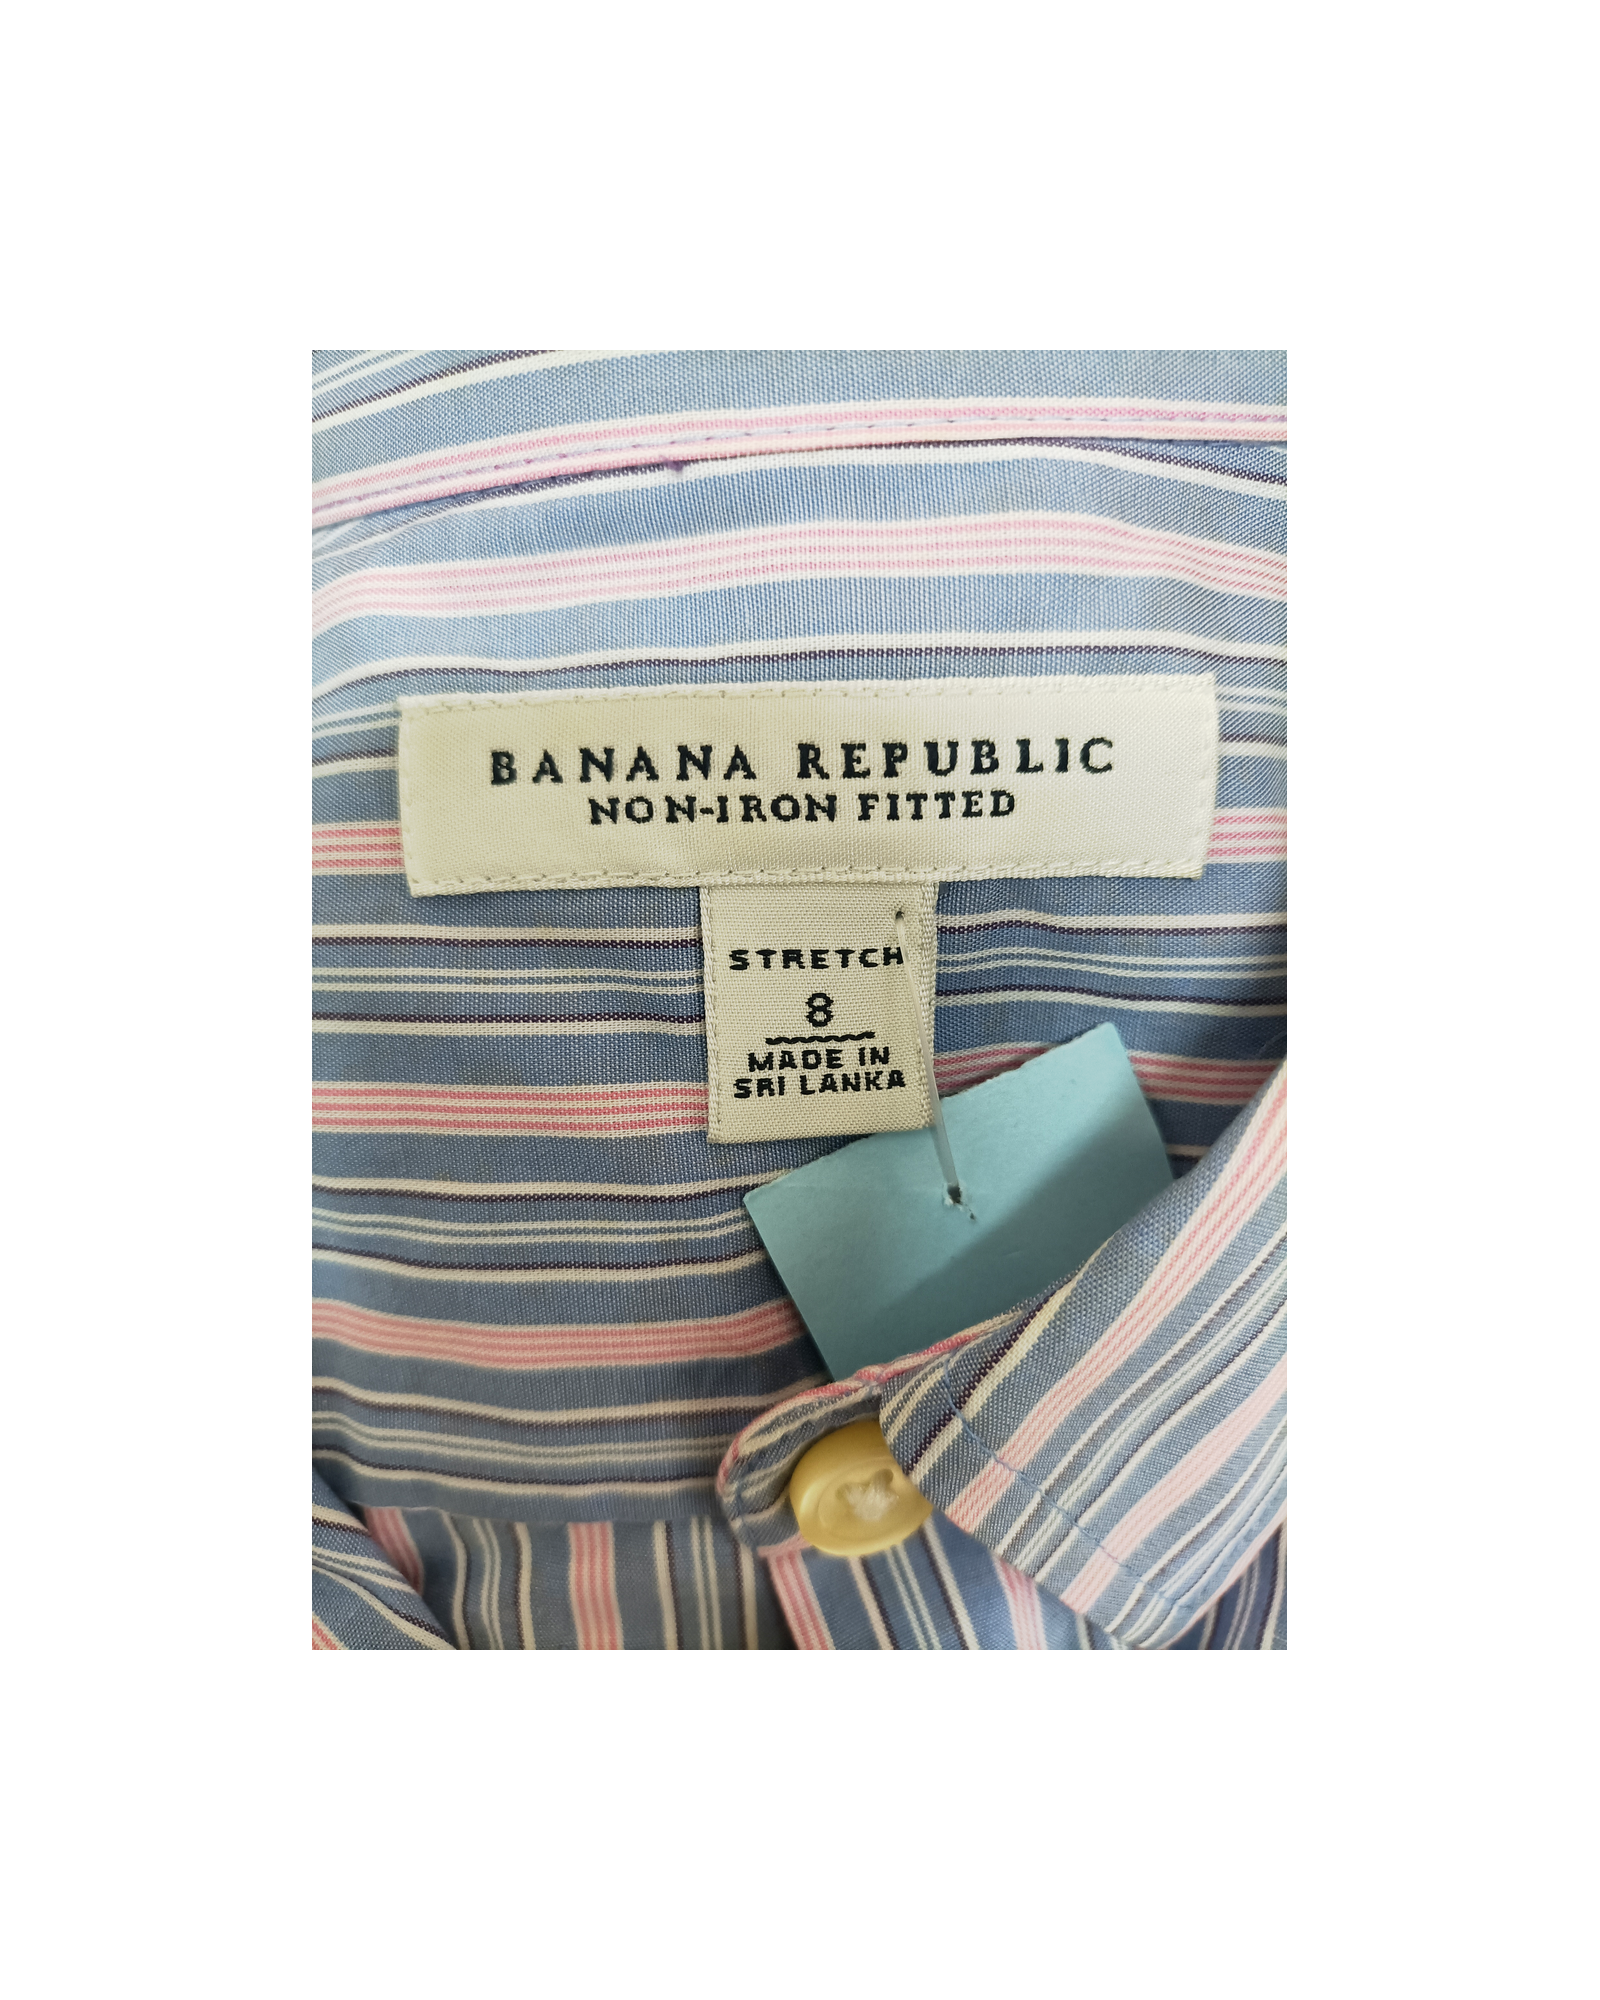 BANANA REPUBLIC
NON-IRON FITTED
STRETCH
8
MADE IN
SRI LANKA